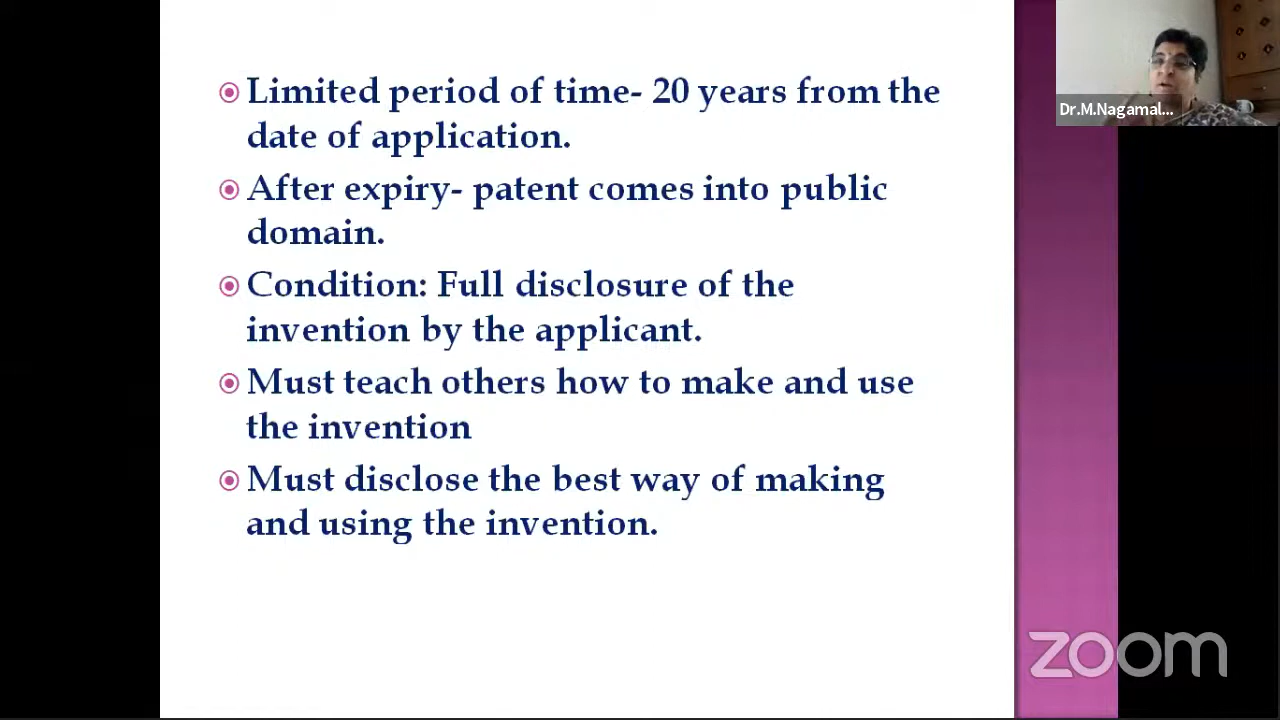 Limited period of time- 20 years from the
date of application.
After expiry- patent comes into public
domain.
Condition: Full disclosure of the
invention by the applicant.
Must teach others how to make and use
the invention
Must disclose the best way of making
and using the invention.
Dr.M.Nagamal...
zoom